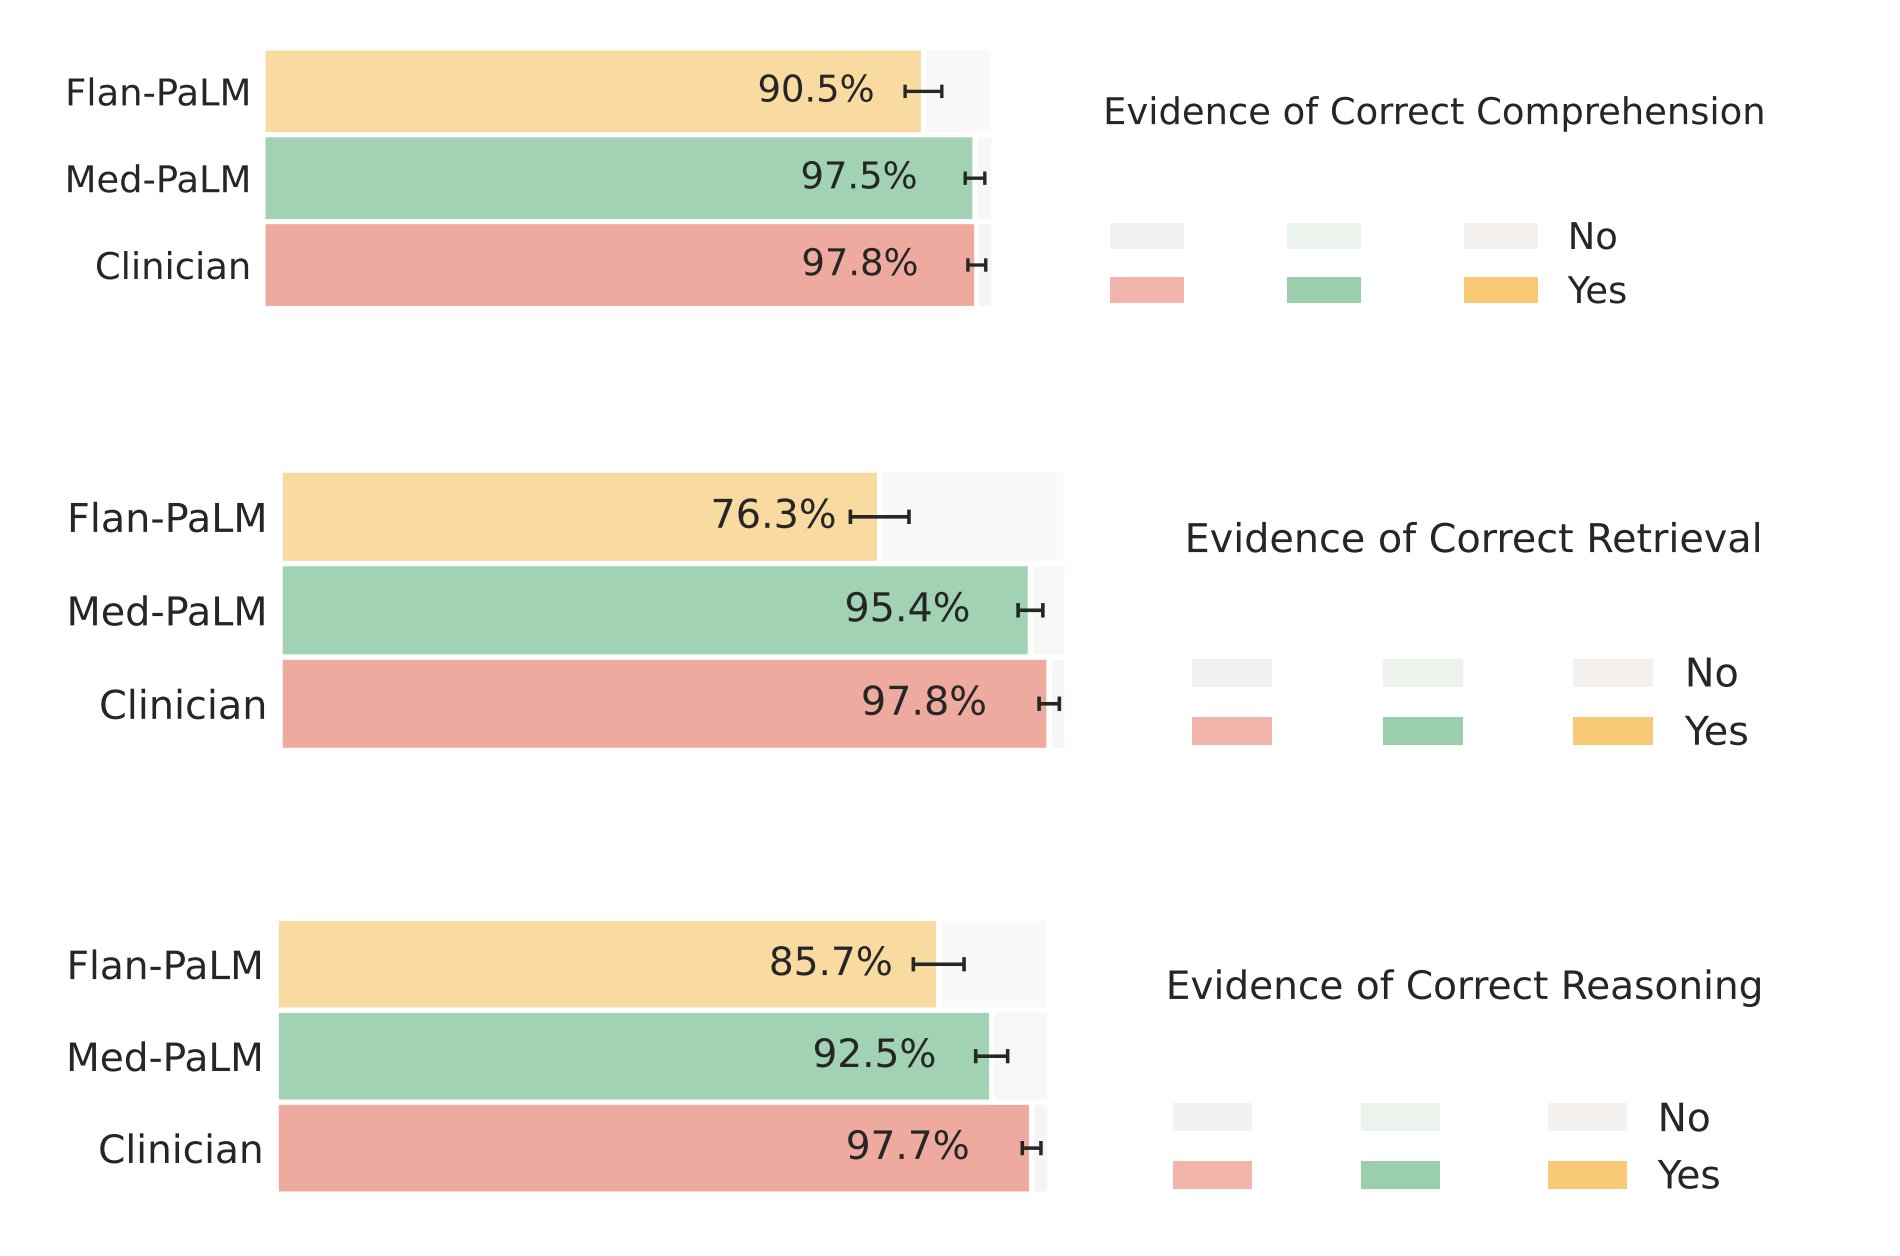 Flan-PaLM 90.5%
Med-PaLM 97.5%
Clinician 97.8%
Evidence of Correct Comprehension
No
Yes
Flan-PaLM 76.3%
Med-PaLM 95.4%
Clinician 97.8%
Evidence of Correct Retrieval
No
Yes
Flan-PaLM 85.7%
Med-PaLM 92.5%
Clinician 97.7%
Evidence of Correct Reasoning
No
Yes